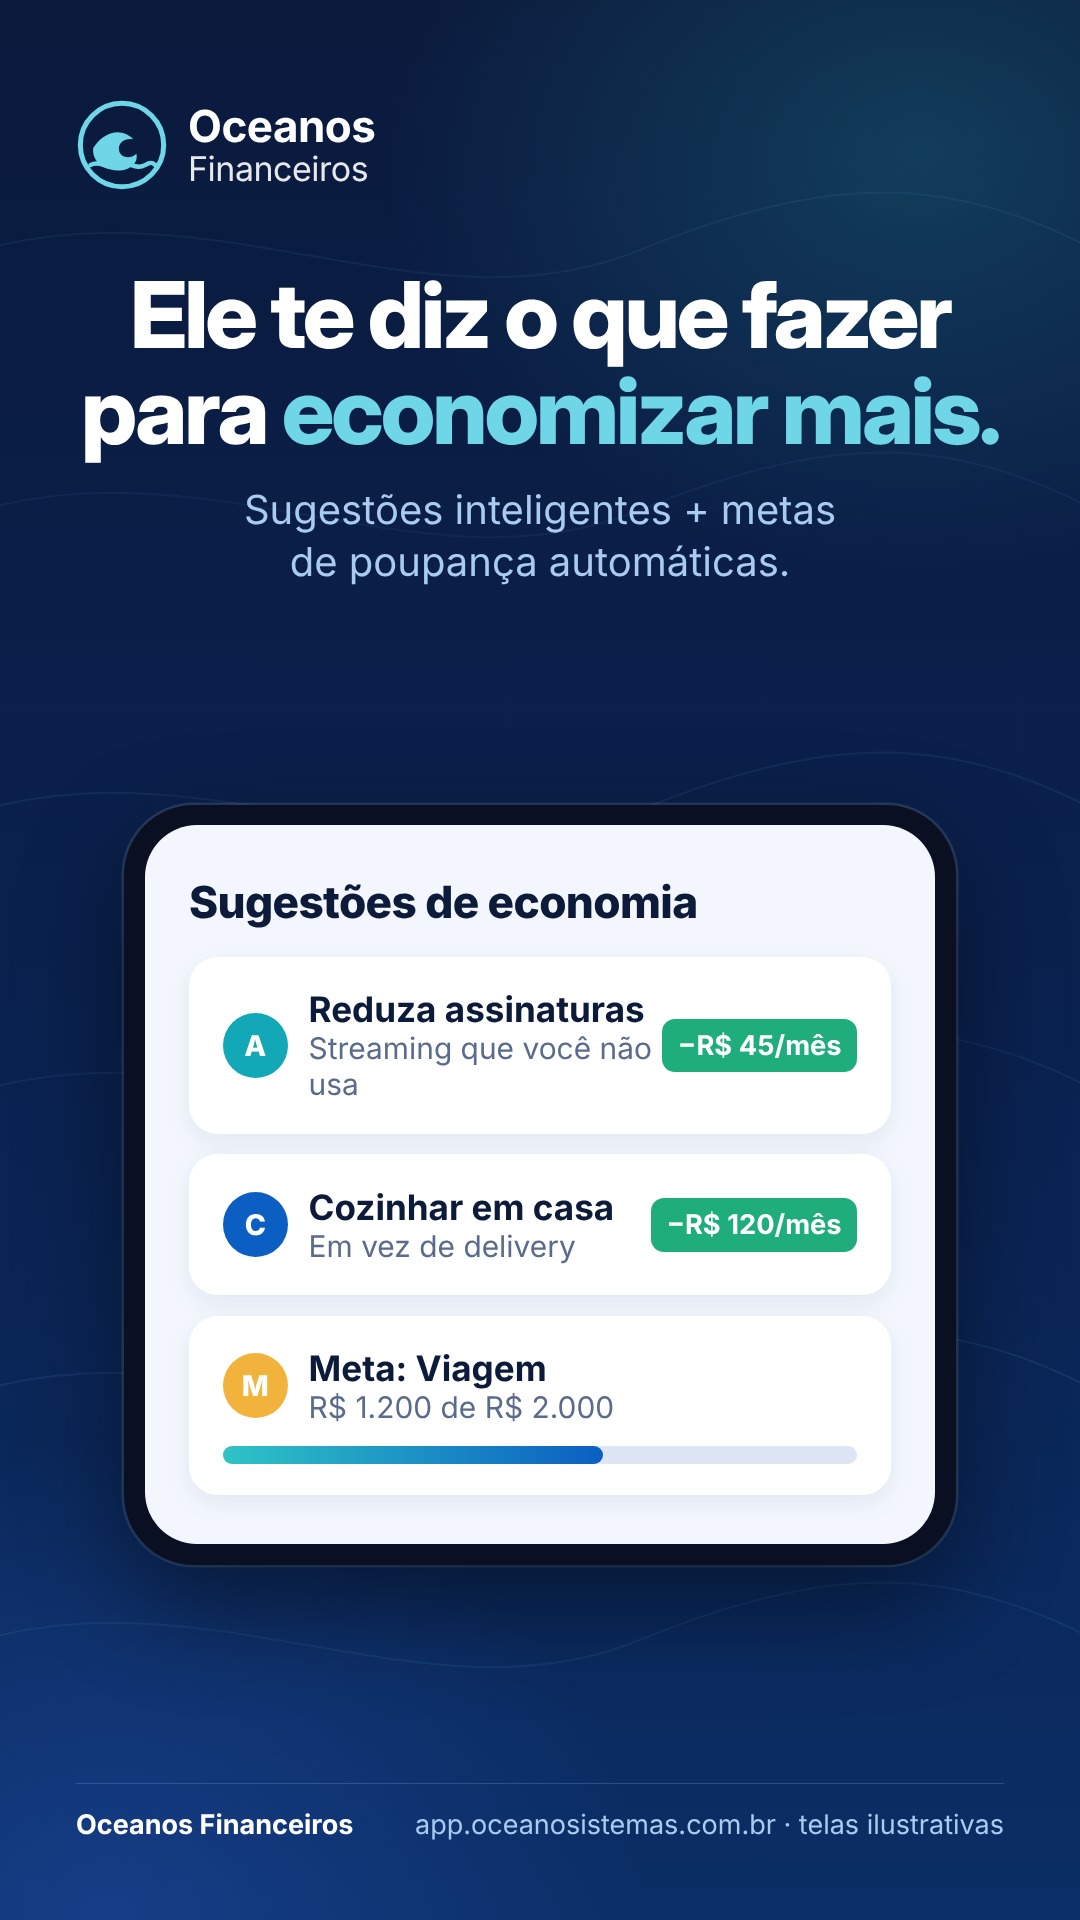 Oceanos
Financeiros
Ele te diz o que fazer
para economizar mais.
Sugestões inteligentes + metas
de poupança automáticas.
Sugestões de economia
A
Reduza assinaturas
Streaming que você não
usa
−R$ 45/mês
C
Cozinhar em casa
Em vez de delivery
−R$ 120/mês
M
Meta: Viagem
R$ 1.200 de R$ 2.000
Oceanos Financeiros
app.oceanosistemas.com.br · telas ilustrativas